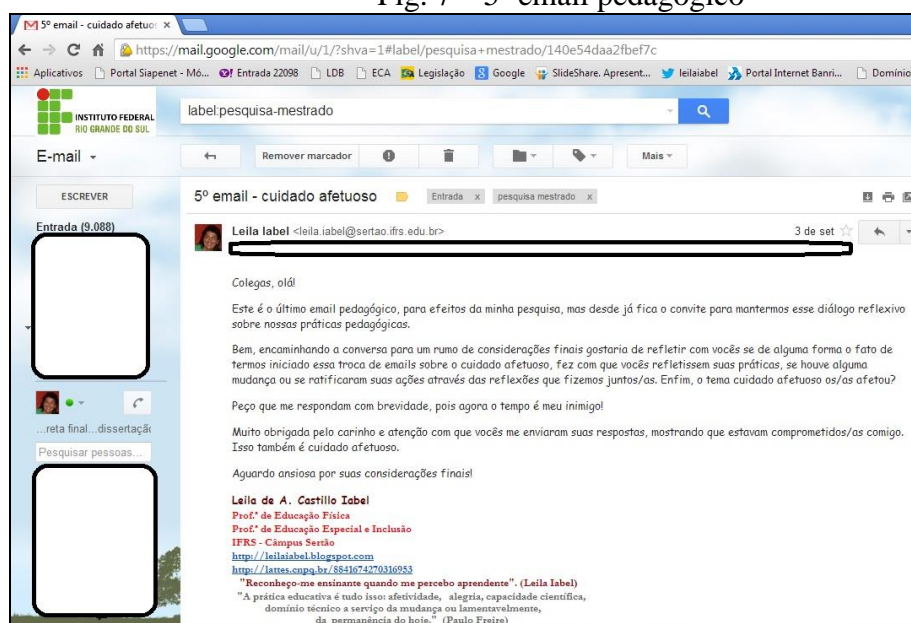 Fig. 7 – 5º email pedagógico
5º email - cuidado afetuos
https://mail.google.com/mail/u/1/?shva=1#label/pesquisa+mestrado/140e54daa2fbef7c
Aplicativos Portal Siapenet - Mó... Entrada 22098 LDB ECA Legislação Google SlideShare. Apresent... leilaiabel Portal Internet Banri... Domínio
INSTITUTO FEDERAL
RIO GRANDE DO SUL
label:pesquisa-mestrado
E-mail Remover marcador Mais
ESCREVER
5º email - cuidado afetuoso Entrada x pesquisa mestrado x
Entrada (9.088)
Leila Iabel <leila.iabel@sertao.ifrs.edu.br> 3 de set
Colegas, olá!
Este é o último email pedagógico, para efeitos da minha pesquisa, mas desde já fica o convite para mantermos esse diálogo reflexivo
sobre nossas práticas pedagógicas.
Bem, encaminhando a conversa para um rumo de considerações finais gostaria de refletir com vocês se de alguma forma o fato de
termos iniciado essa troca de emails sobre o cuidado afetuoso, fez com que vocês refletissem suas práticas, se houve alguma
mudança ou se ratificaram suas ações através das reflexões que fizemos juntos/as. Enfim, o tema cuidado afetuoso os/as afetou?
Peço que me respondam com brevidade, pois agora o tempo é meu inimigo!
Muito obrigada pelo carinho e atenção com que vocês me enviaram suas respostas, mostrando que estavam comprometidos/as comigo.
Isso também é cuidado afetuoso.
Aguardo ansiosa por suas considerações finais!
...reta final...dissertação
Pesquisar pessoas...
Leila de A. Castillo Iabel
Prof.ª de Educação Física
Prof.ª de Educação Especial e Inclusão
IFRS - Câmpus Sertão
http://leilaiabel.blogspot.com
http://lattes.cnpq.br/8841674270316953
"Reconheço-me ensinante quando me percebo aprendente". (Leila Iabel)
"A prática educativa é tudo isso: afetividade, alegria, capacidade científica,
domínio técnico a serviço da mudança ou lamentavelmente,
da permanência do hoje." (Paulo Freire)